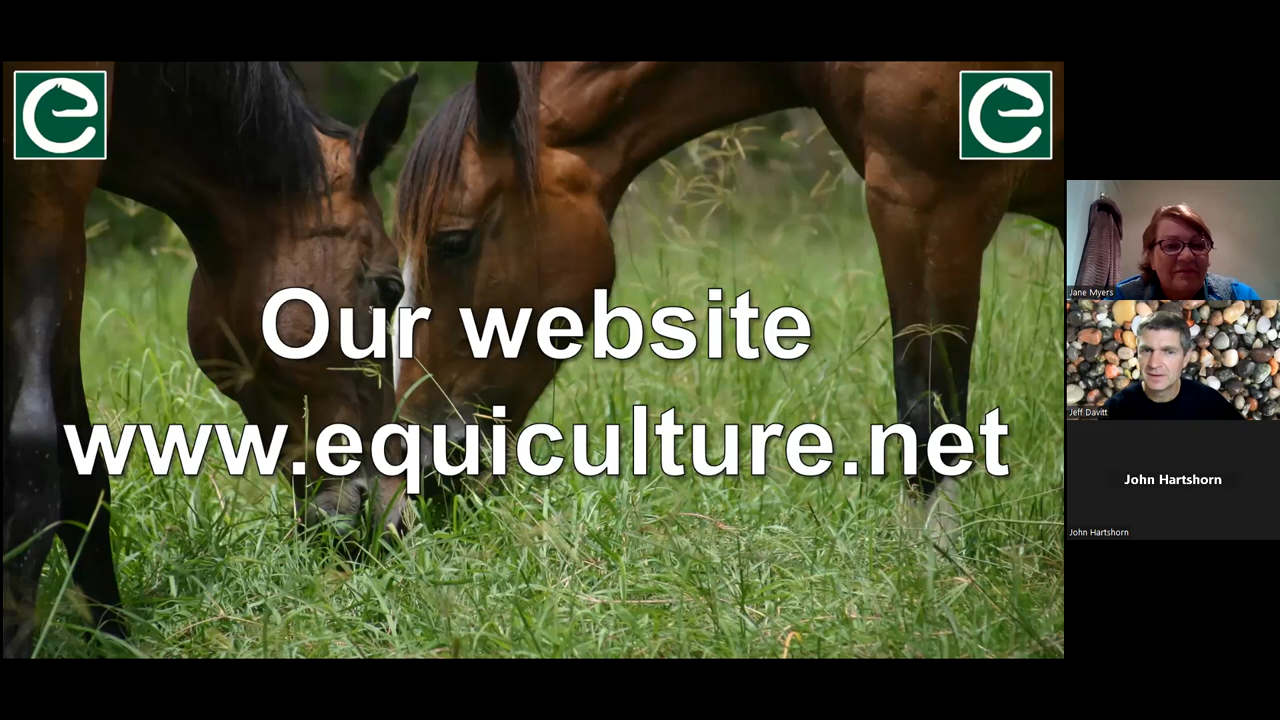 Our website
www.equiculture.net
Jane Myers
Jeff Davitt
John Hartshorn
John Hartshorn